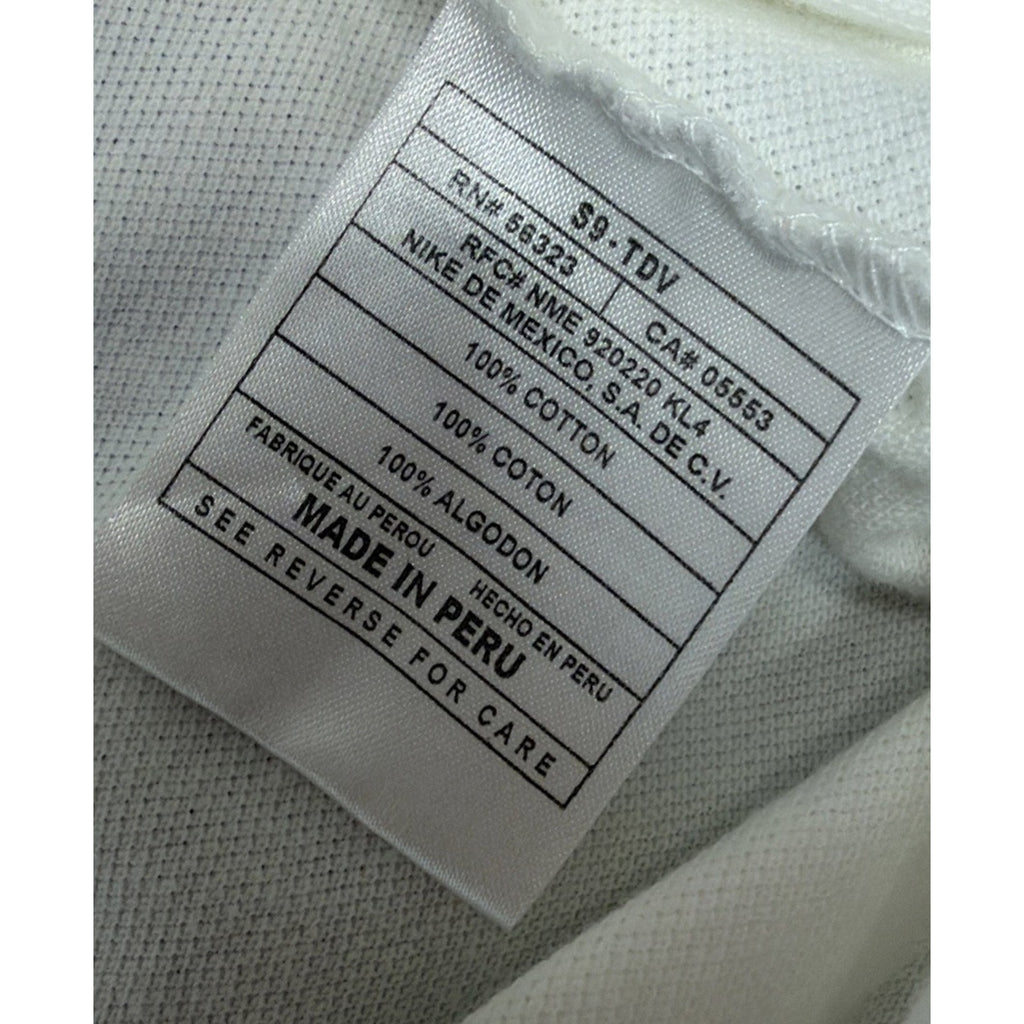 S9 - TDV
RN# 56323 CA# 05553
RFC# NME 920220 KL4
NIKE DE MEXICO, S.A. DE C.V.
100% COTTON
100% COTON
100% ALGODON
FABRIQUE AU PEROU HECHO EN PERU
MADE IN PERU
SEE REVERSE FOR CARE